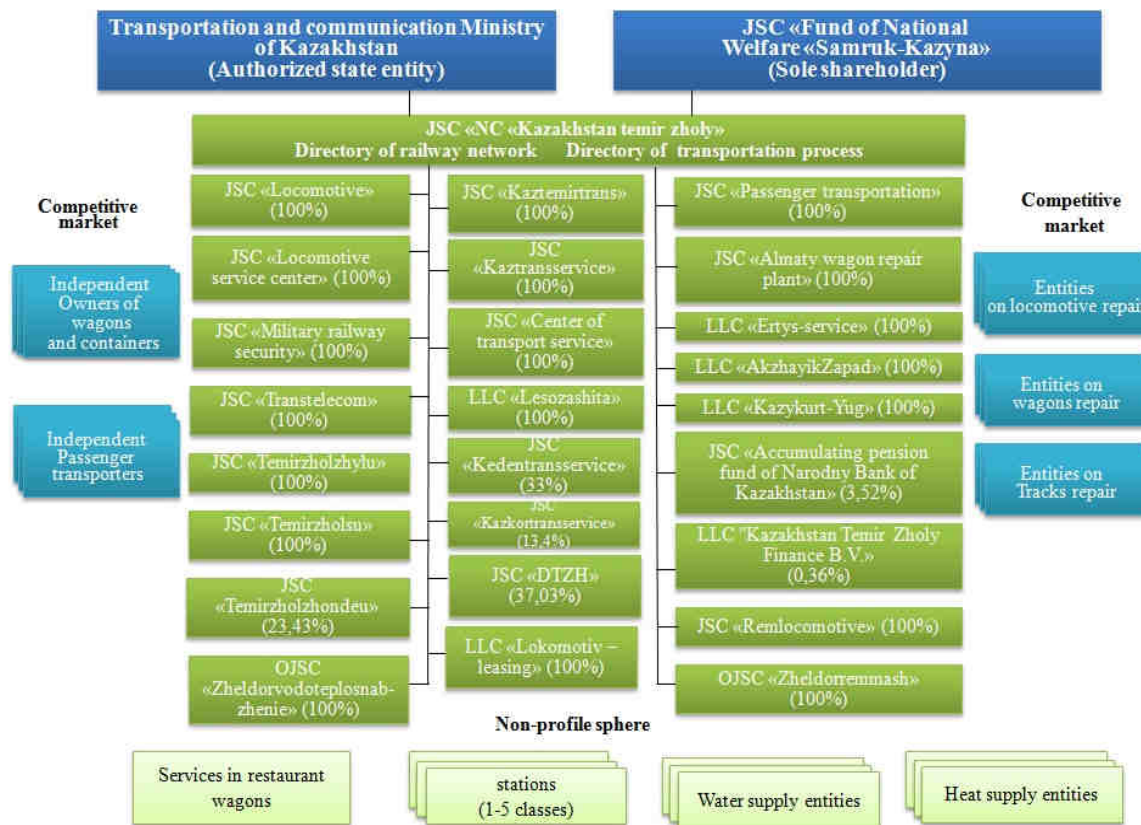 Transportation and communication Ministry
of Kazakhstan
(Authorized state entity)
JSC «Fund of National
Welfare «Samruk-Kazyna»
(Sole shareholder)
JSC «NC «Kazakhstan temir zholy»
Directory of railway network Directory of transportation process
Competitive
market
Independent
Owners of
wagons
and containers
Independent
Passenger
transporters
JSC «Locomotive»
(100%)
JSC «Locomotive
service center» (100%)
JSC «Military railway
security» (100%)
JSC «Transtelecom»
(100%)
JSC «Temirzholzhylu»
(100%)
JSC «Temirzholsu»
(100%)
JSC
«Temirzholzhondeu»
(23,43%)
OJSC
«Zheldorvodoteplosnab-
zhenie» (100%)
JSC «Kaztemirtrans»
(100%)
JSC
«Kaztransservice»
(100%)
JSC «Center of
transport service»
(100%)
LLC «Lesozashita»
(100%)
JSC
«Kedentransservice»
(33%)
JSC
«Kazkortransservice»
(13,4%)
JSC «DTZH»
(37,03%)
LLC «Lokomotiv –
leasing» (100%)
JSC «Passenger transportation»
(100%)
JSC «Almaty wagon repair
plant» (100%)
LLC «Ertys-service» (100%)
LLC «AkzhayikZapad» (100%)
LLC «Kazykurt-Yug» (100%)
JSC «Accumulating pension
fund of Narodny Bank of
Kazakhstan» (3,52%)
LLC "Kazakhstan Temir Zholy
Finance B.V.»
(0,36%)
JSC «Remlocomotive» (100%)
OJSC «Zheldorremmash»
(100%)
Competitive
market
Entities
on locomotive repair
Entities on
wagons repair
Entities on
Tracks repair
Non-profile sphere
Services in restaurant
wagons
stations
(1-5 classes)
Water supply entities
Heat supply entities